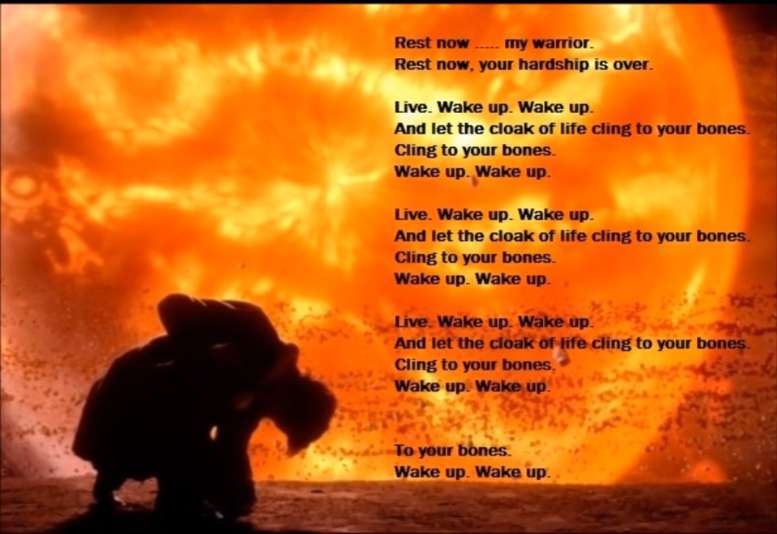 Rest now ..... my warrior.
Rest now, your hardship is over.
Live. Wake up. Wake up.
And let the cloak of life cling to your bones.
Cling to your bones.
Wake up. Wake up.
Live. Wake up. Wake up.
And let the cloak of life cling to your bones.
Cling to your bones.
Wake up. Wake up.
Live. Wake up. Wake up.
And let the cloak of life cling to your bones.
Cling to your bones.
Wake up. Wake up.
To your bones.
Wake up. Wake up.